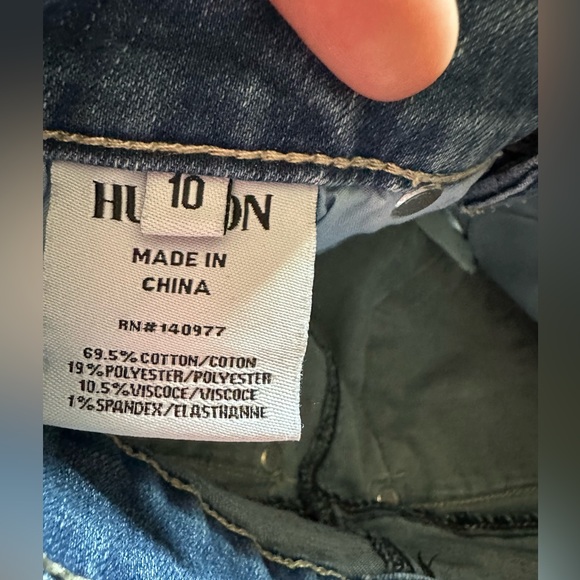 10
HU ON
MADE IN
CHINA
RN#140977
69.5% COTTON/COTON
19%POLYESTER/POLYESTER
10.5%VISCOCE/VISCOCE
1%SPANDEX/ELASTHANNE